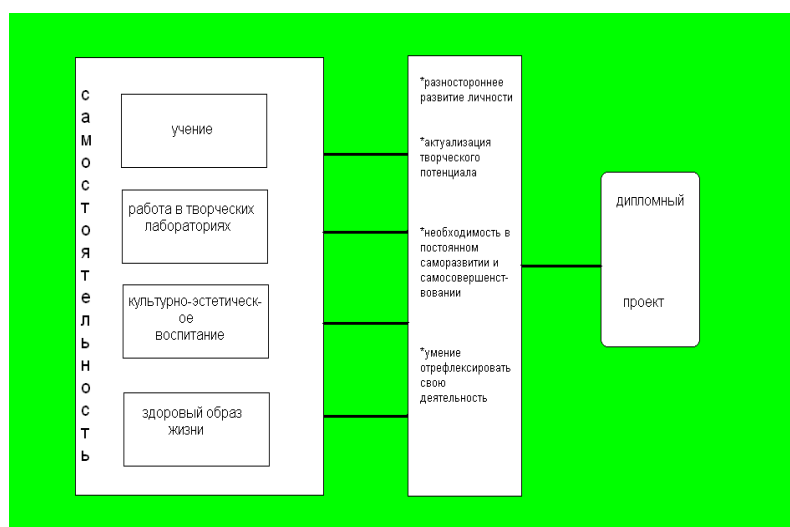 самостоятельность
учение
работа в творческих
лабораториях
культурно-эстетическ-
ое
воспитание
здоровый образ
жизни
*разностороннее
развитие личности
*актуализация
творческого
потенциала
*необходимость в
постоянном
саморазвитии и
самосовершенст-
вовании
*умение
отрефлексировать
свою
деятельность
дипломный
проект